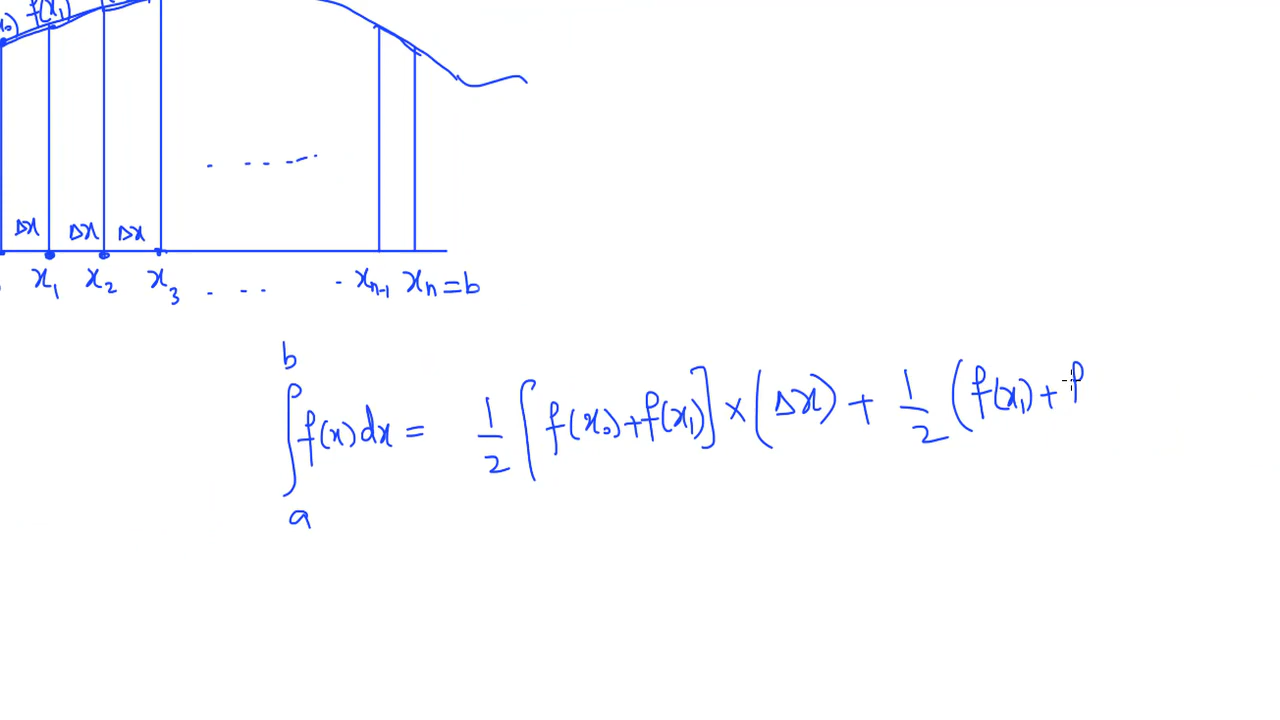 f(x₁)
Δx Δx Δx
x₁ x₂ x₃ . . . . xₙ₋₁ xₙ = b
∫ₐᵇ f(x) dx = 1/2 [f(x₀) + f(x₁)] × (Δx) + 1/2 (f(x₁) + f